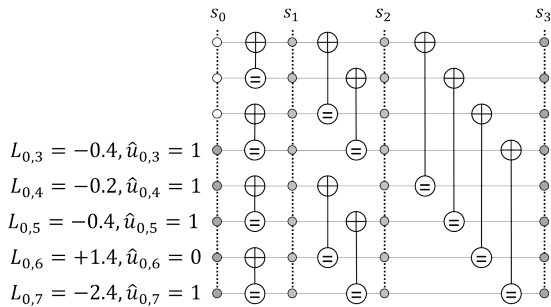 s₀ s₁ s₂ s₃
L₀,₃ = −0.4, û₀,₃ = 1
L₀,₄ = −0.2, û₀,₄ = 1
L₀,₅ = −0.4, û₀,₅ = 1
L₀,₆ = +1.4, û₀,₆ = 0
L₀,₇ = −2.4, û₀,₇ = 1